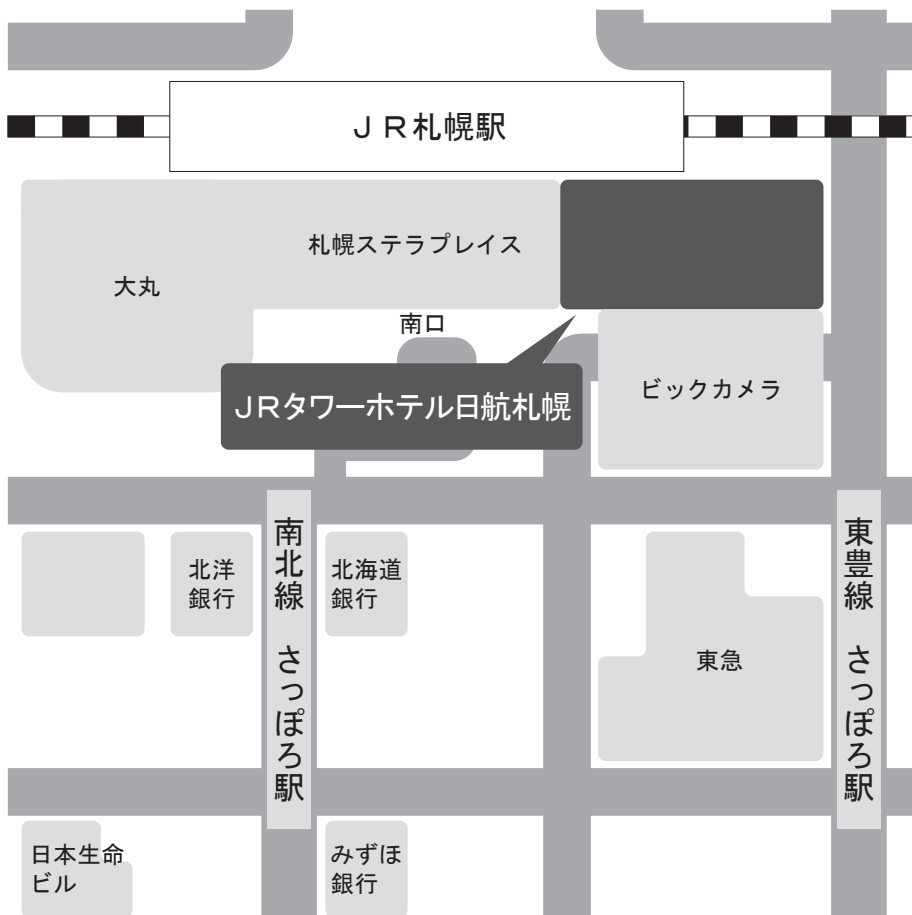 JR札幌駅
札幌ステラプレイス
大丸
南口
JRタワーホテル日航札幌
ビックカメラ
北洋
銀行
南北線 さっぽろ駅
北海道
銀行
東急
東豊線 さっぽろ駅
日本生命
ビル
みずほ
銀行